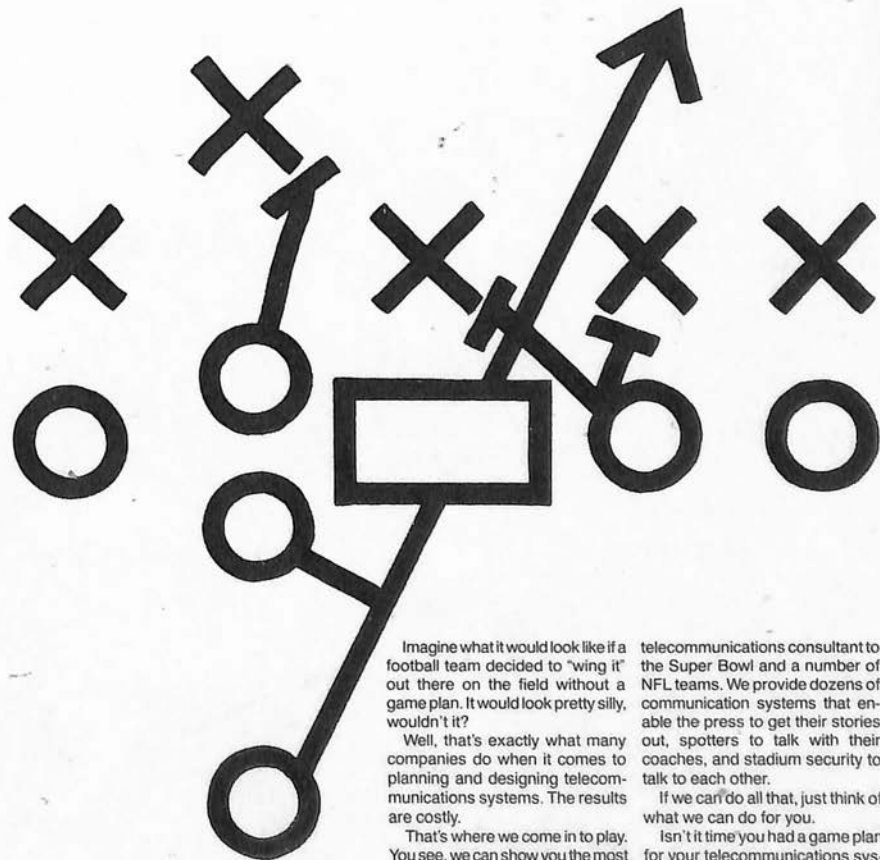 Imagine what it would look like if a
football team decided to "wing it"
out there on the field without a
game plan. It would look pretty silly,
wouldn't it?
Well, that's exactly what many
companies do when it comes to
planning and designing telecom-
munications systems. The results
are costly.
That's where we come in to play.
You see, we can show you the most
telecommunications consultant to
the Super Bowl and a number of
NFL teams. We provide dozens of
communication systems that en-
able the press to get their stories
out, spotters to talk with their
coaches, and stadium security to
talk to each other.
If we can do all that, just think of
what we can do for you.
Isn't it time you had a game plan
for your telecommunications sys-